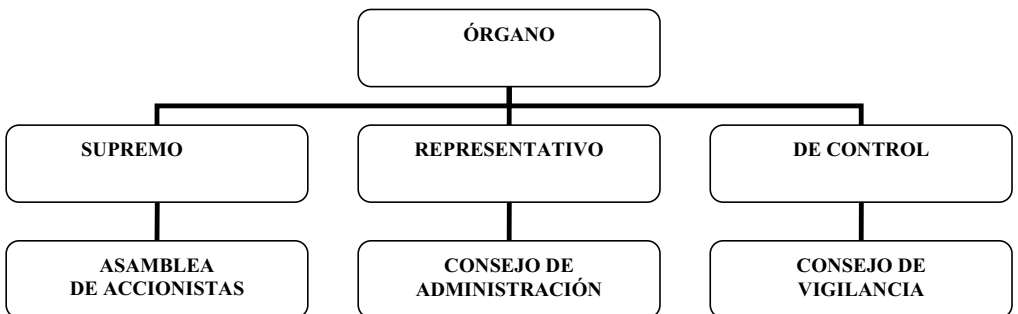 ÓRGANO
SUPREMO
REPRESENTATIVO
DE CONTROL
ASAMBLEA
DE ACCIONISTAS
CONSEJO DE
ADMINISTRACIÓN
CONSEJO DE
VIGILANCIA